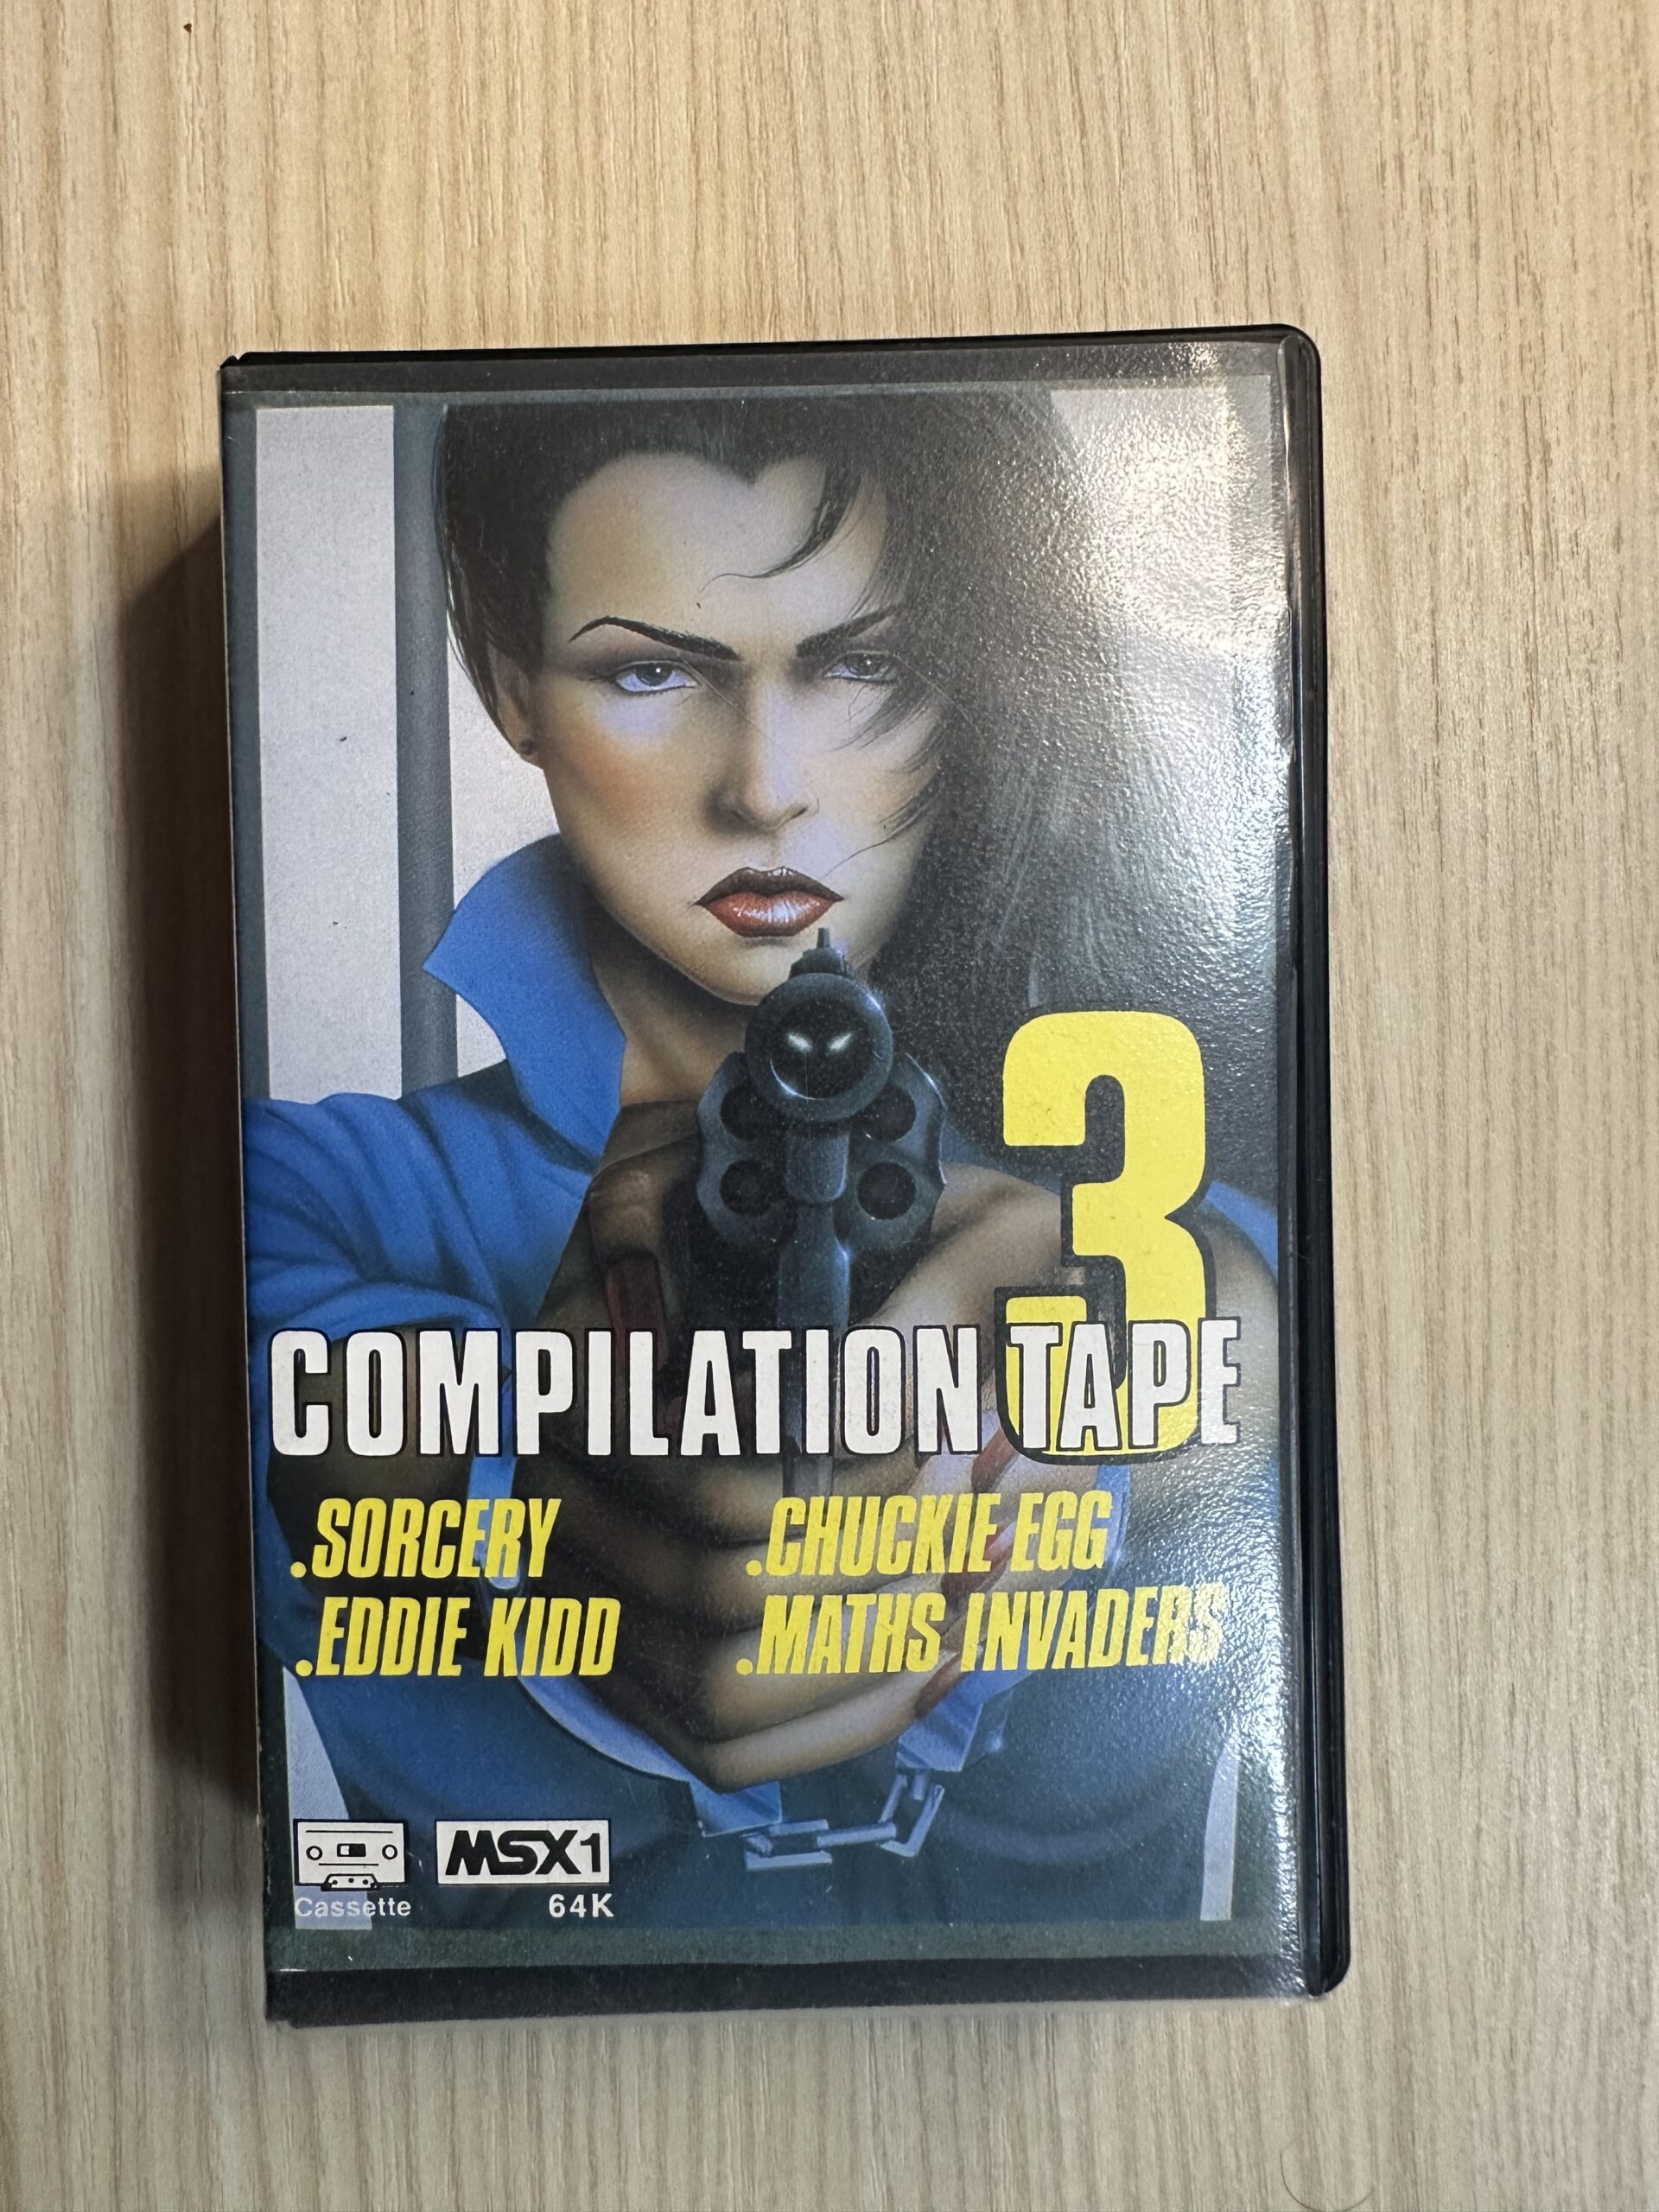 3
COMPILATION TAPE
.SORCERY
.CHUCKIE EGG
.EDDIE KIDD
.MATHS INVADERS
MSX1
Cassette
64K